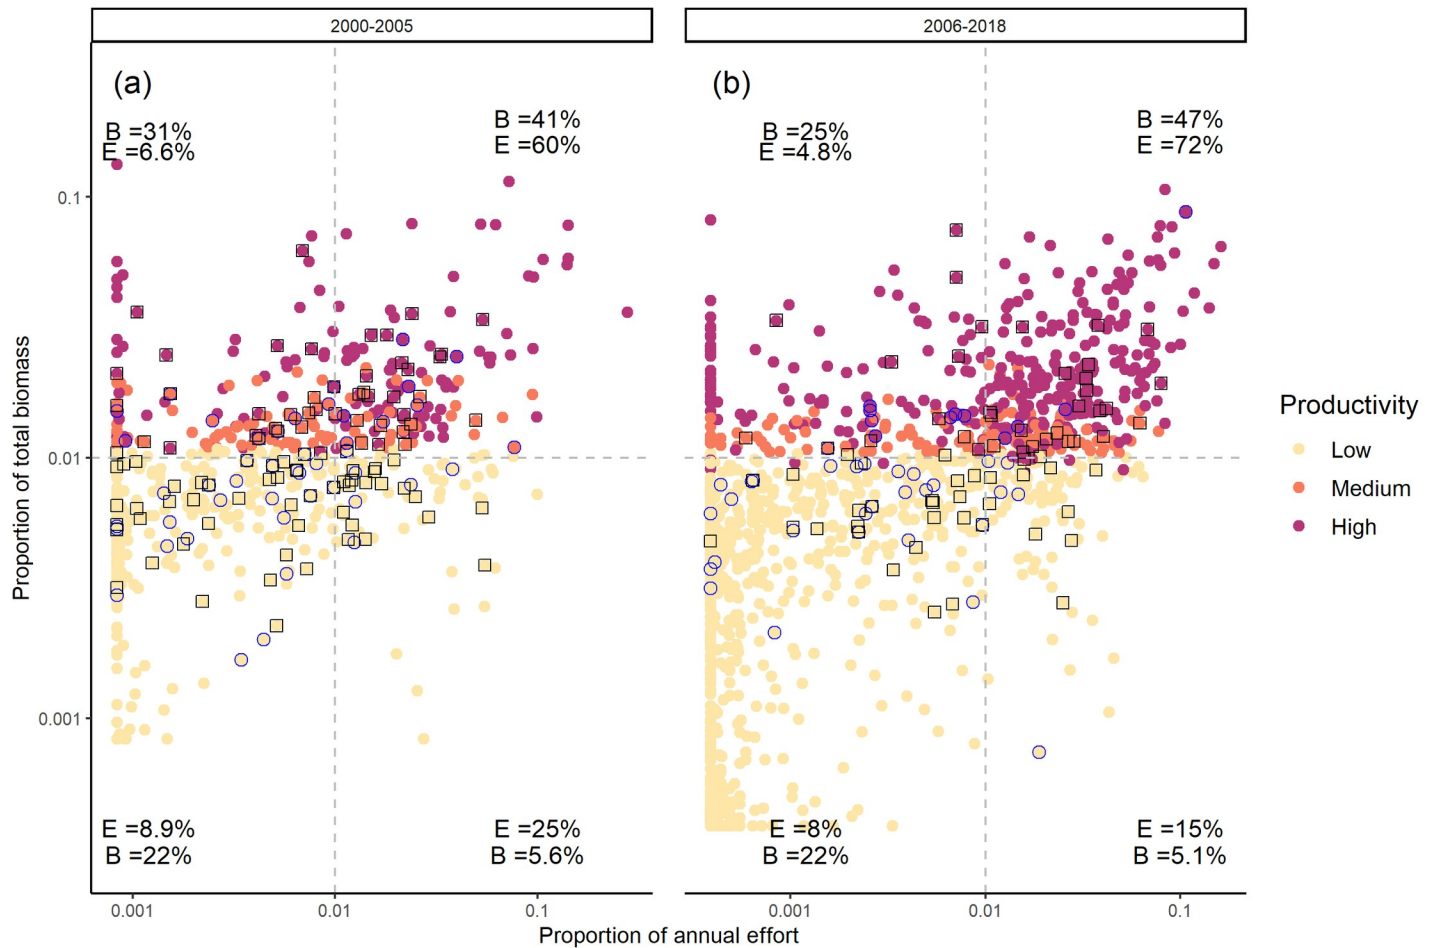 2000-2005
2006-2018
(a)
(b)
B =31%
E =6.6%
B =41%
E =60%
B =25%
E =4.8%
B =47%
E =72%
0.1
0.01
0.001
Proportion of total biomass
E =8.9%
B =22%
E =25%
B =5.6%
E =8%
B =22%
E =15%
B =5.1%
0.001
0.01
0.1
0.001
0.01
0.1
Proportion of annual effort
Productivity
Low
Medium
High